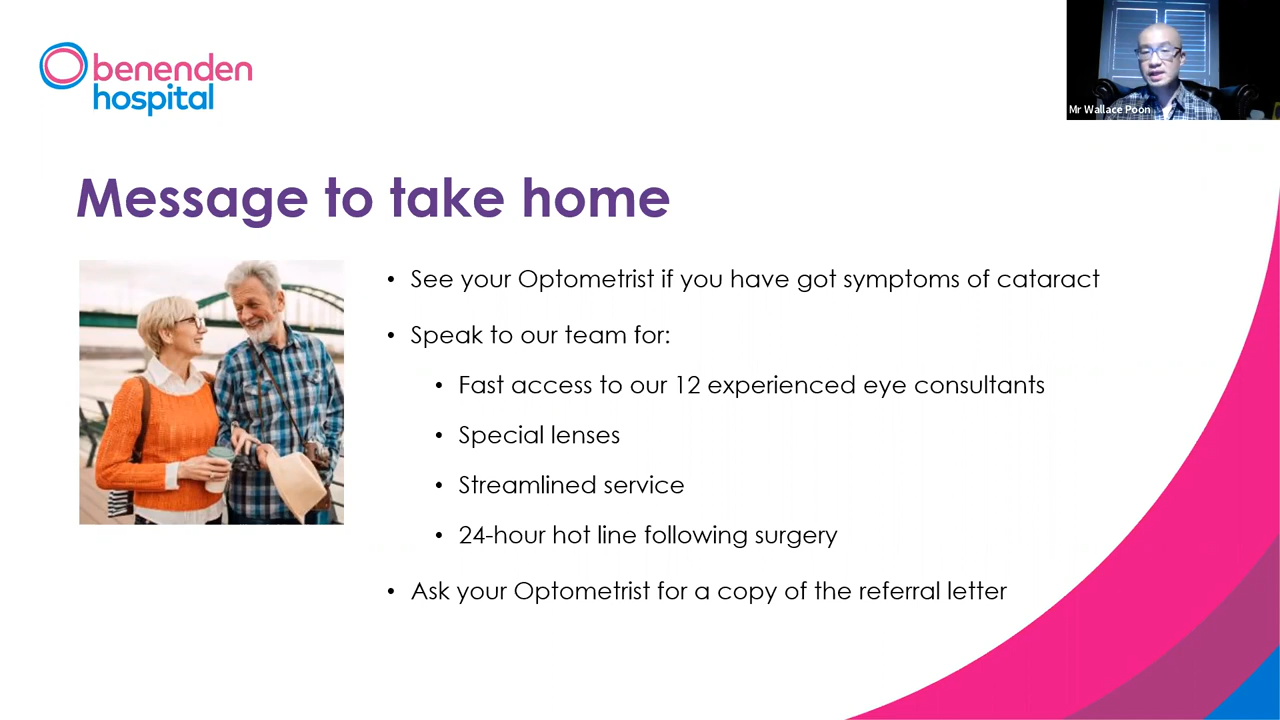 benenden
hospital
Mr Wallace Poon
Message to take home
• See your Optometrist if you have got symptoms of cataract
• Speak to our team for:
• Fast access to our 12 experienced eye consultants
• Special lenses
• Streamlined service
• 24-hour hot line following surgery
• Ask your Optometrist for a copy of the referral letter